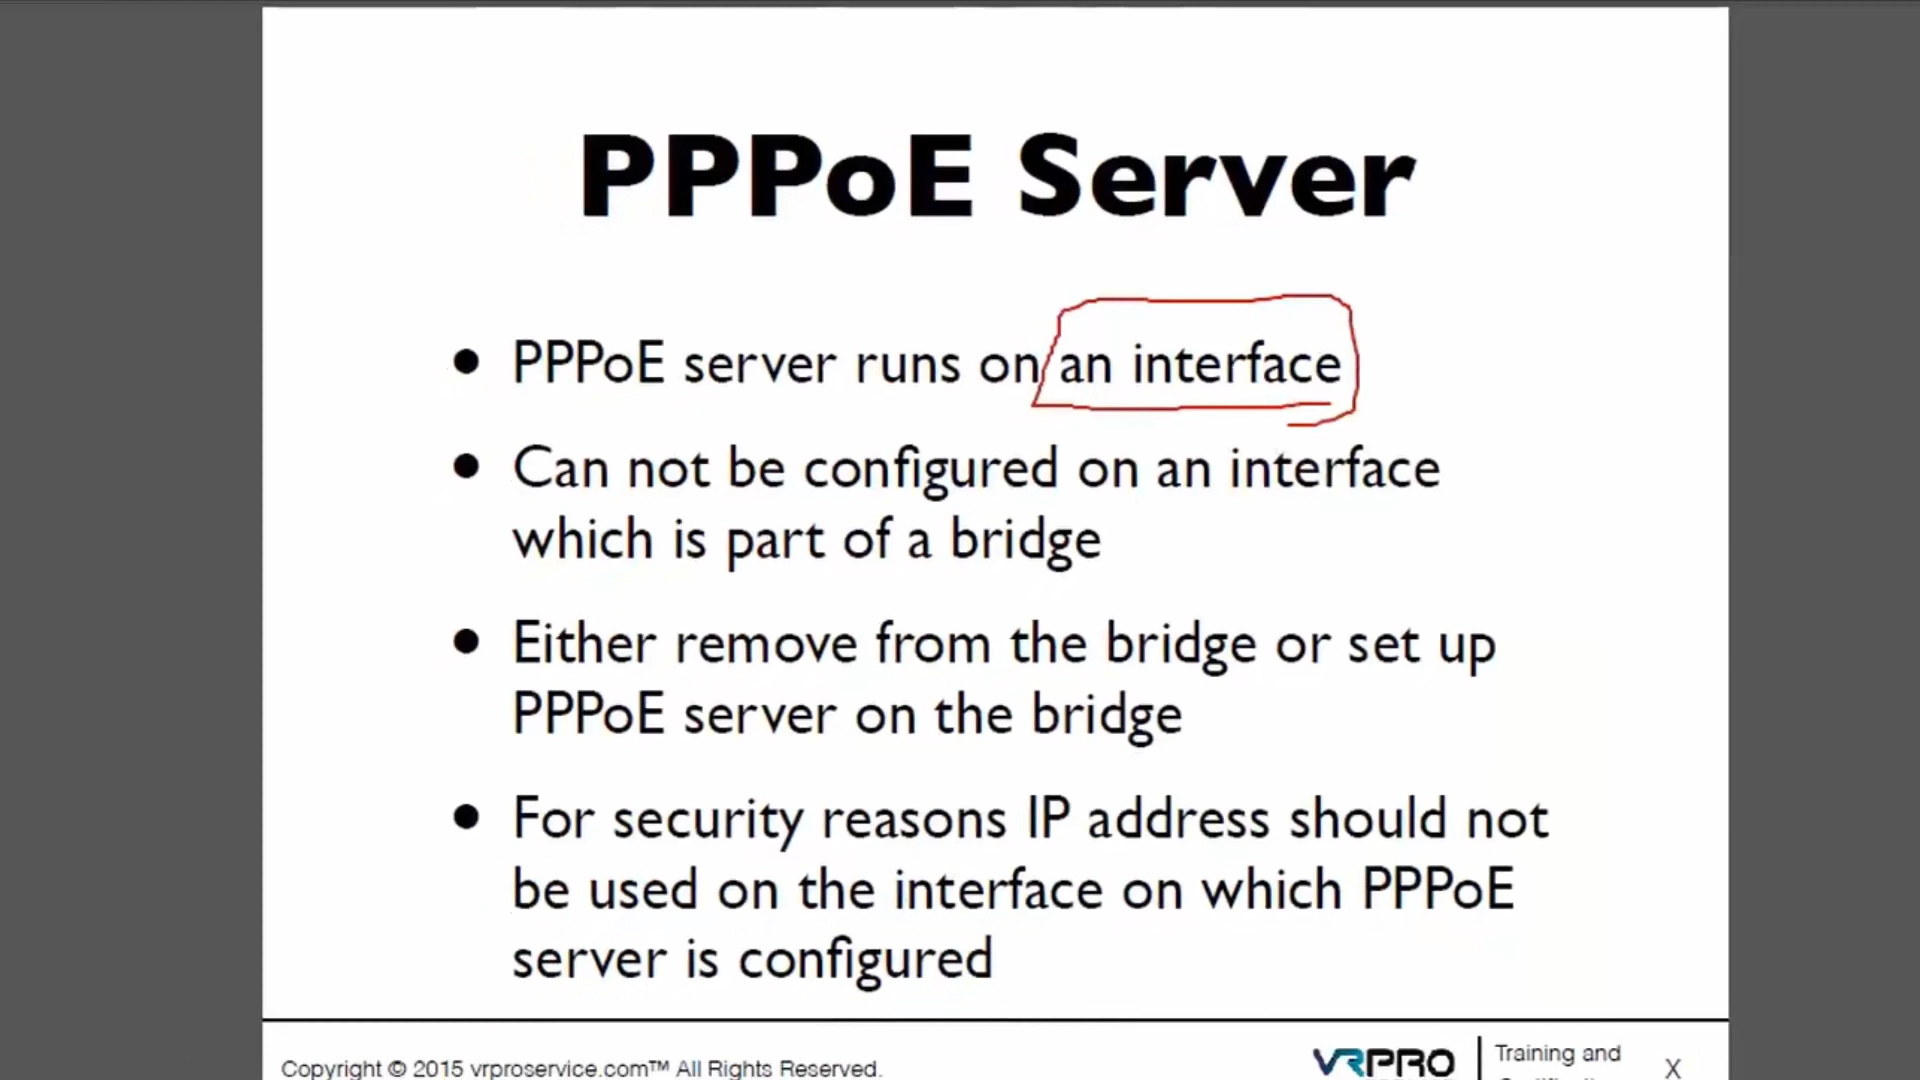 PPPoE Server
• PPPoE server runs on an interface
• Can not be configured on an interface
which is part of a bridge
• Either remove from the bridge or set up
PPPoE server on the bridge
• For security reasons IP address should not
be used on the interface on which PPPoE
server is configured
Copyright © 2015 vrproservice.com™ All Rights Reserved.
VRPRO
Training and
X